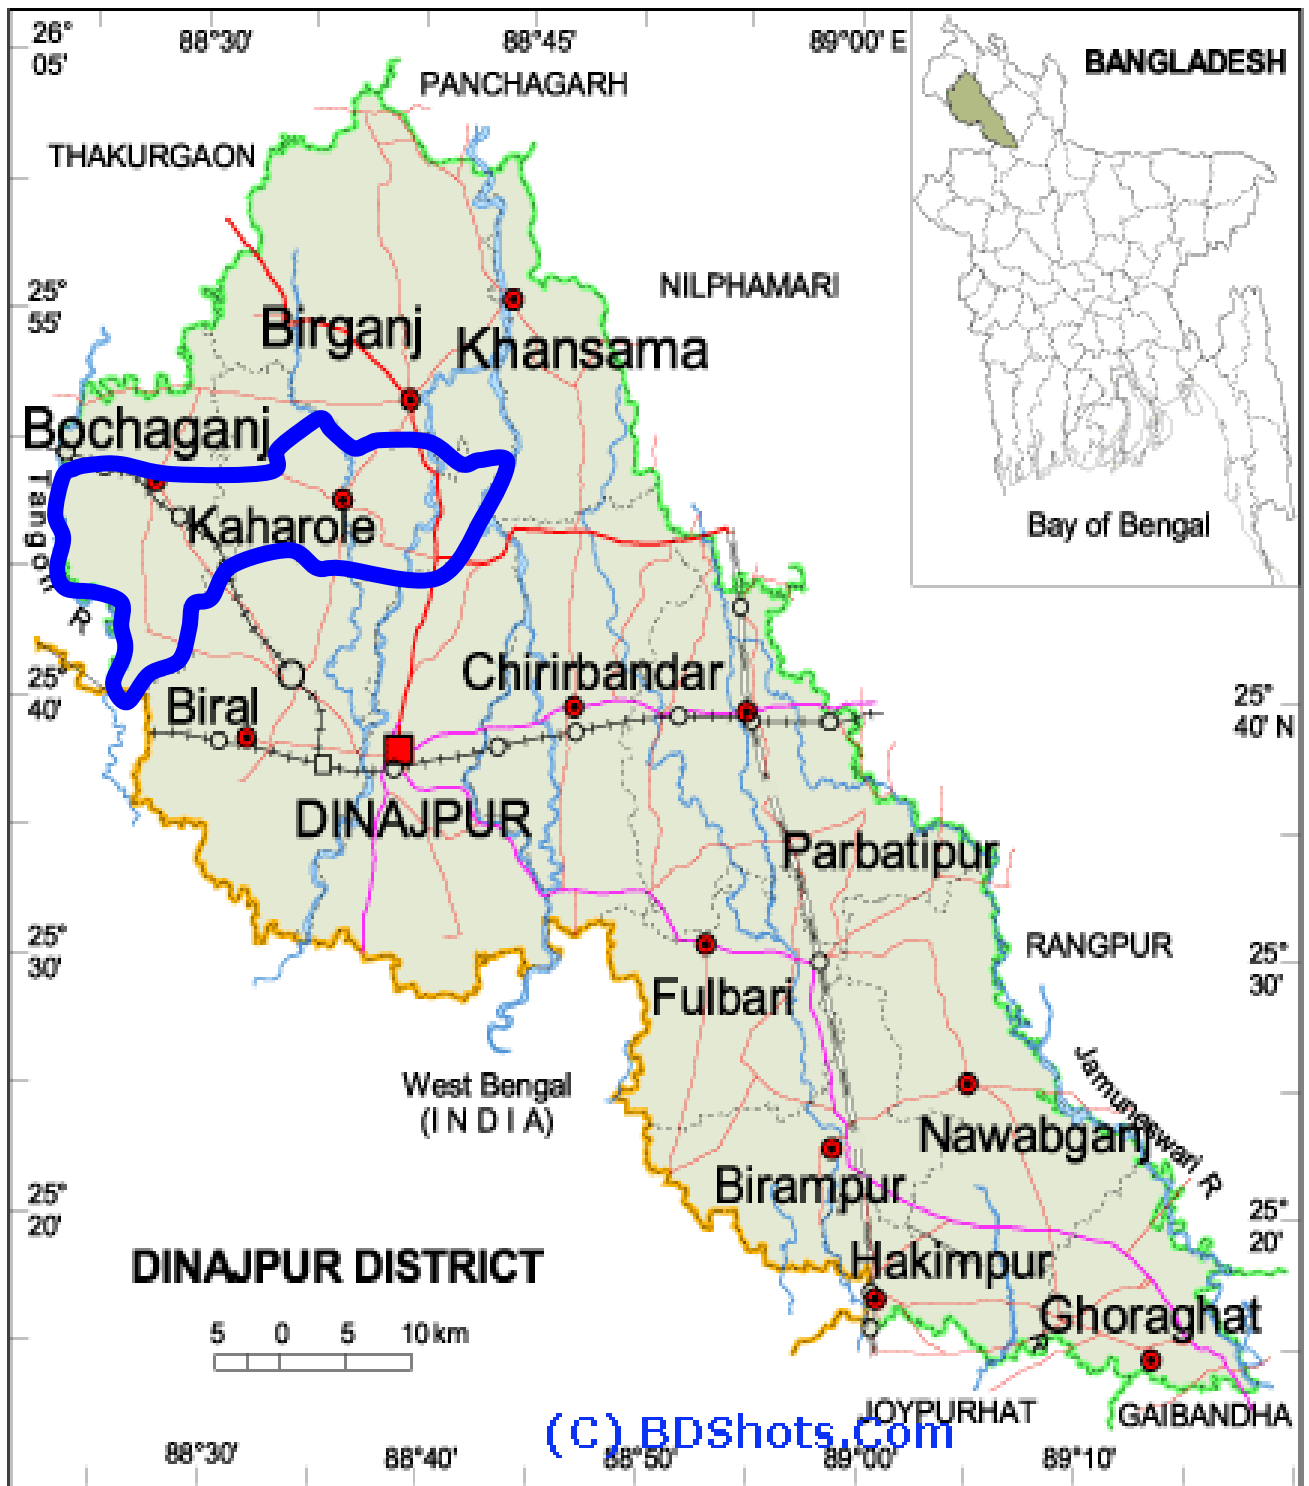 26°
05'
88°30'
88°45'
89°00' E
BANGLADESH
PANCHAGARH
THAKURGAON
25°
55'
NILPHAMARI
Birganj
Khansama
Bochaganj
Tangon
R
Kaharole
Bay of Bengal
25°
40'
Chirirbandar
Biral
25°
40' N
DINAJPUR
Parbatipur
25°
30'
RANGPUR
25°
30'
Fulbari
West Bengal
(INDIA)
Jamuneswari R
Nawabganj
Birampur
25°
20'
25°
20'
DINAJPUR DISTRICT
Hakimpur
Ghoraghat
5 0 5 10 km
R
JOYPURHAT
GAIBANDHA
(C) BDShots.Com
88°30'
88°40'
88°50'
89°00'
89°10'